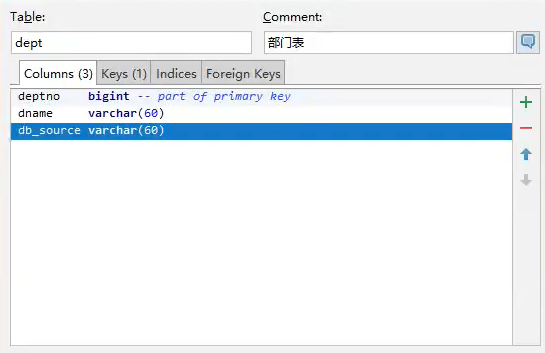 Table: Comment:
dept 部门表
Columns (3) Keys (1) Indices Foreign Keys
deptno bigint -- part of primary key
dname varchar(60)
db_source varchar(60)